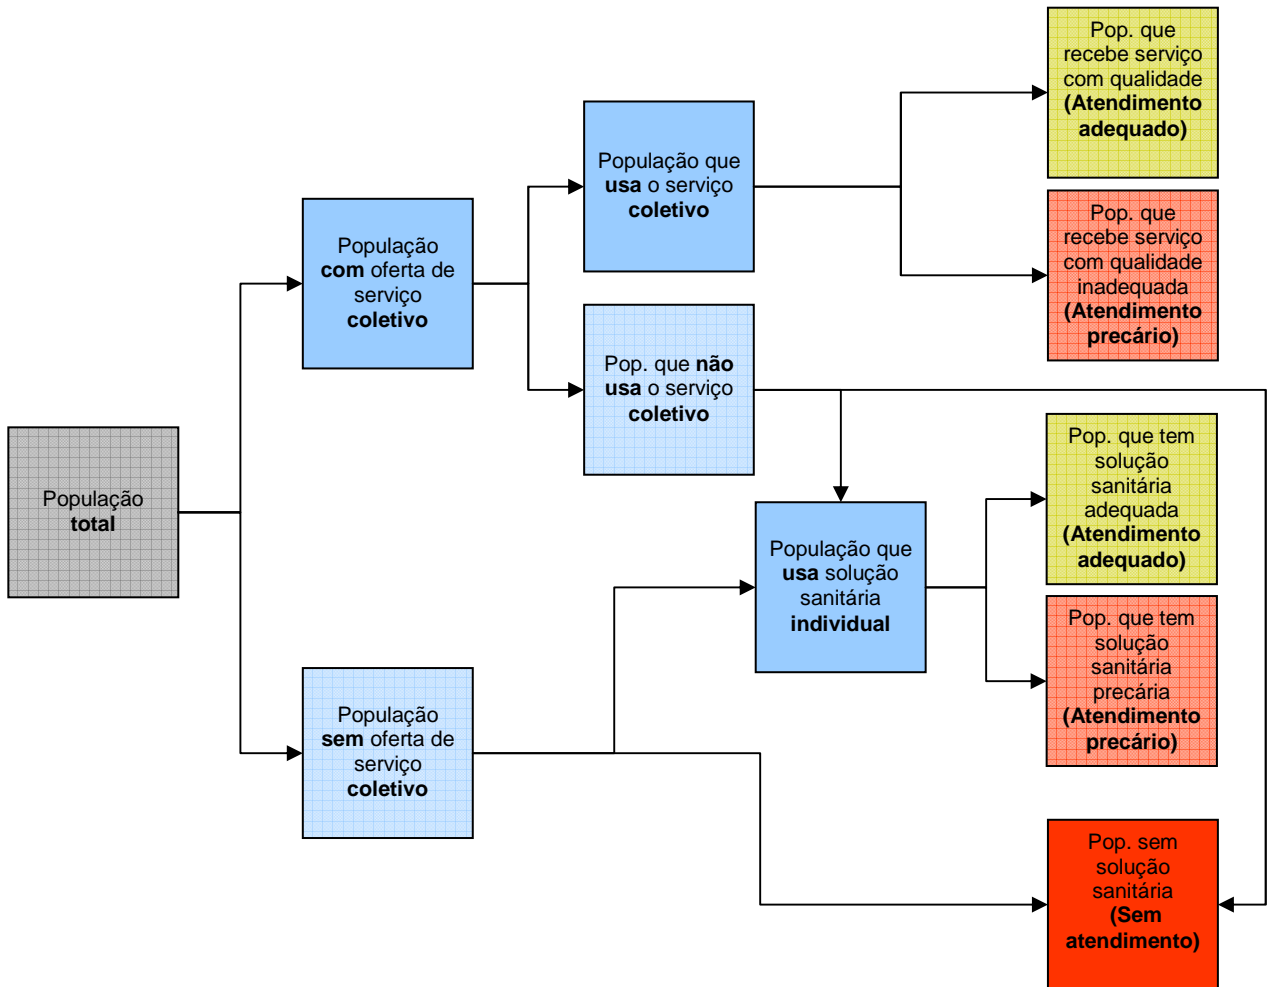 População
total
População
com oferta de
serviço
coletivo
População
sem oferta de
serviço
coletivo
População que
usa o serviço
coletivo
Pop. que não
usa o serviço
coletivo
População que
usa solução
sanitária
individual
Pop. que
recebe serviço
com qualidade
(Atendimento
adequado)
Pop. que
recebe serviço
com qualidade
inadequada
(Atendimento
precário)
Pop. que tem
solução
sanitária
adequada
(Atendimento
adequado)
Pop. que tem
solução
sanitária
precária
(Atendimento
precário)
Pop. sem
solução
sanitária
(Sem
atendimento)